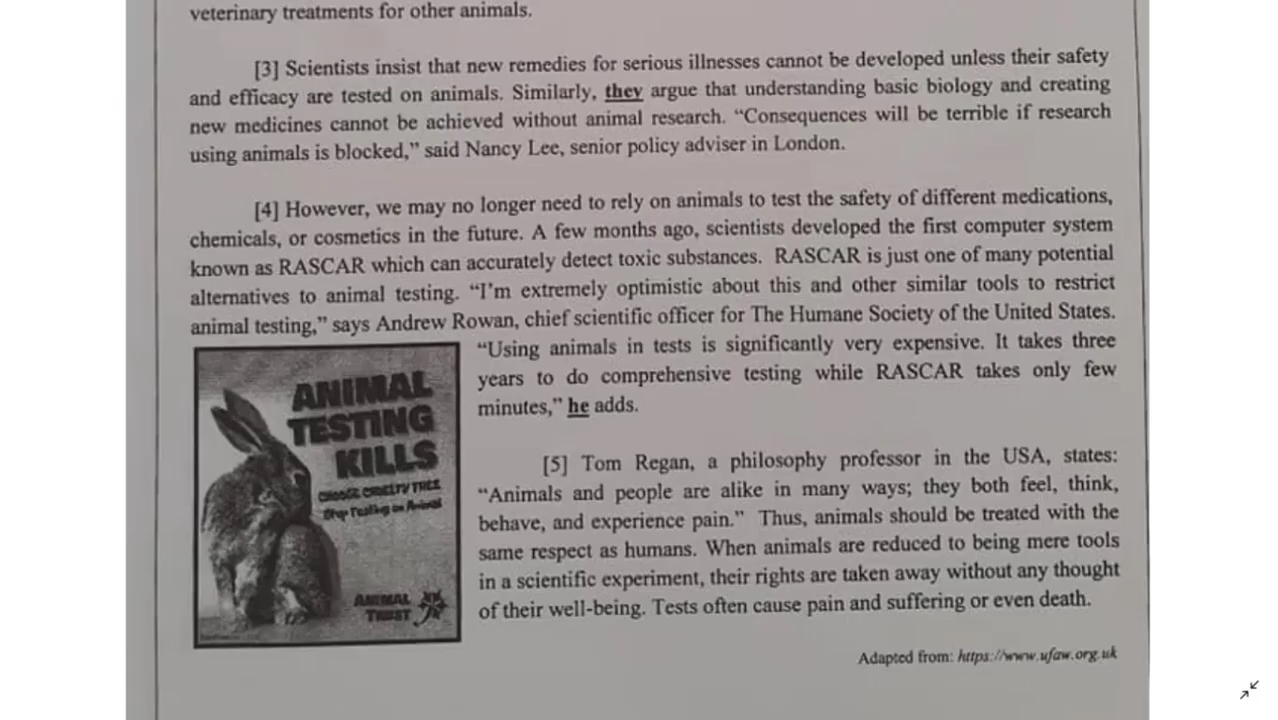 veterinary treatments for other animals.
[3] Scientists insist that new remedies for serious illnesses cannot be developed unless their safety
and efficacy are tested on animals. Similarly, they argue that understanding basic biology and creating
new medicines cannot be achieved without animal research. “Consequences will be terrible if research
using animals is blocked,” said Nancy Lee, senior policy adviser in London.
[4] However, we may no longer need to rely on animals to test the safety of different medications,
chemicals, or cosmetics in the future. A few months ago, scientists developed the first computer system
known as RASCAR which can accurately detect toxic substances. RASCAR is just one of many potential
alternatives to animal testing. “I’m extremely optimistic about this and other similar tools to restrict
animal testing,” says Andrew Rowan, chief scientific officer for The Humane Society of the United States.
“Using animals in tests is significantly very expensive. It takes three
years to do comprehensive testing while RASCAR takes only few
minutes,” he adds.
ANIMAL
TESTING
KILLS
CHOOSE CRUELTY FREE
Stop Testing on Animal
ANIMAL
TRUST
[5] Tom Regan, a philosophy professor in the USA, states:
“Animals and people are alike in many ways; they both feel, think,
behave, and experience pain.” Thus, animals should be treated with the
same respect as humans. When animals are reduced to being mere tools
in a scientific experiment, their rights are taken away without any thought
of their well-being. Tests often cause pain and suffering or even death.
Adapted from: https://www.ufaw.org.uk